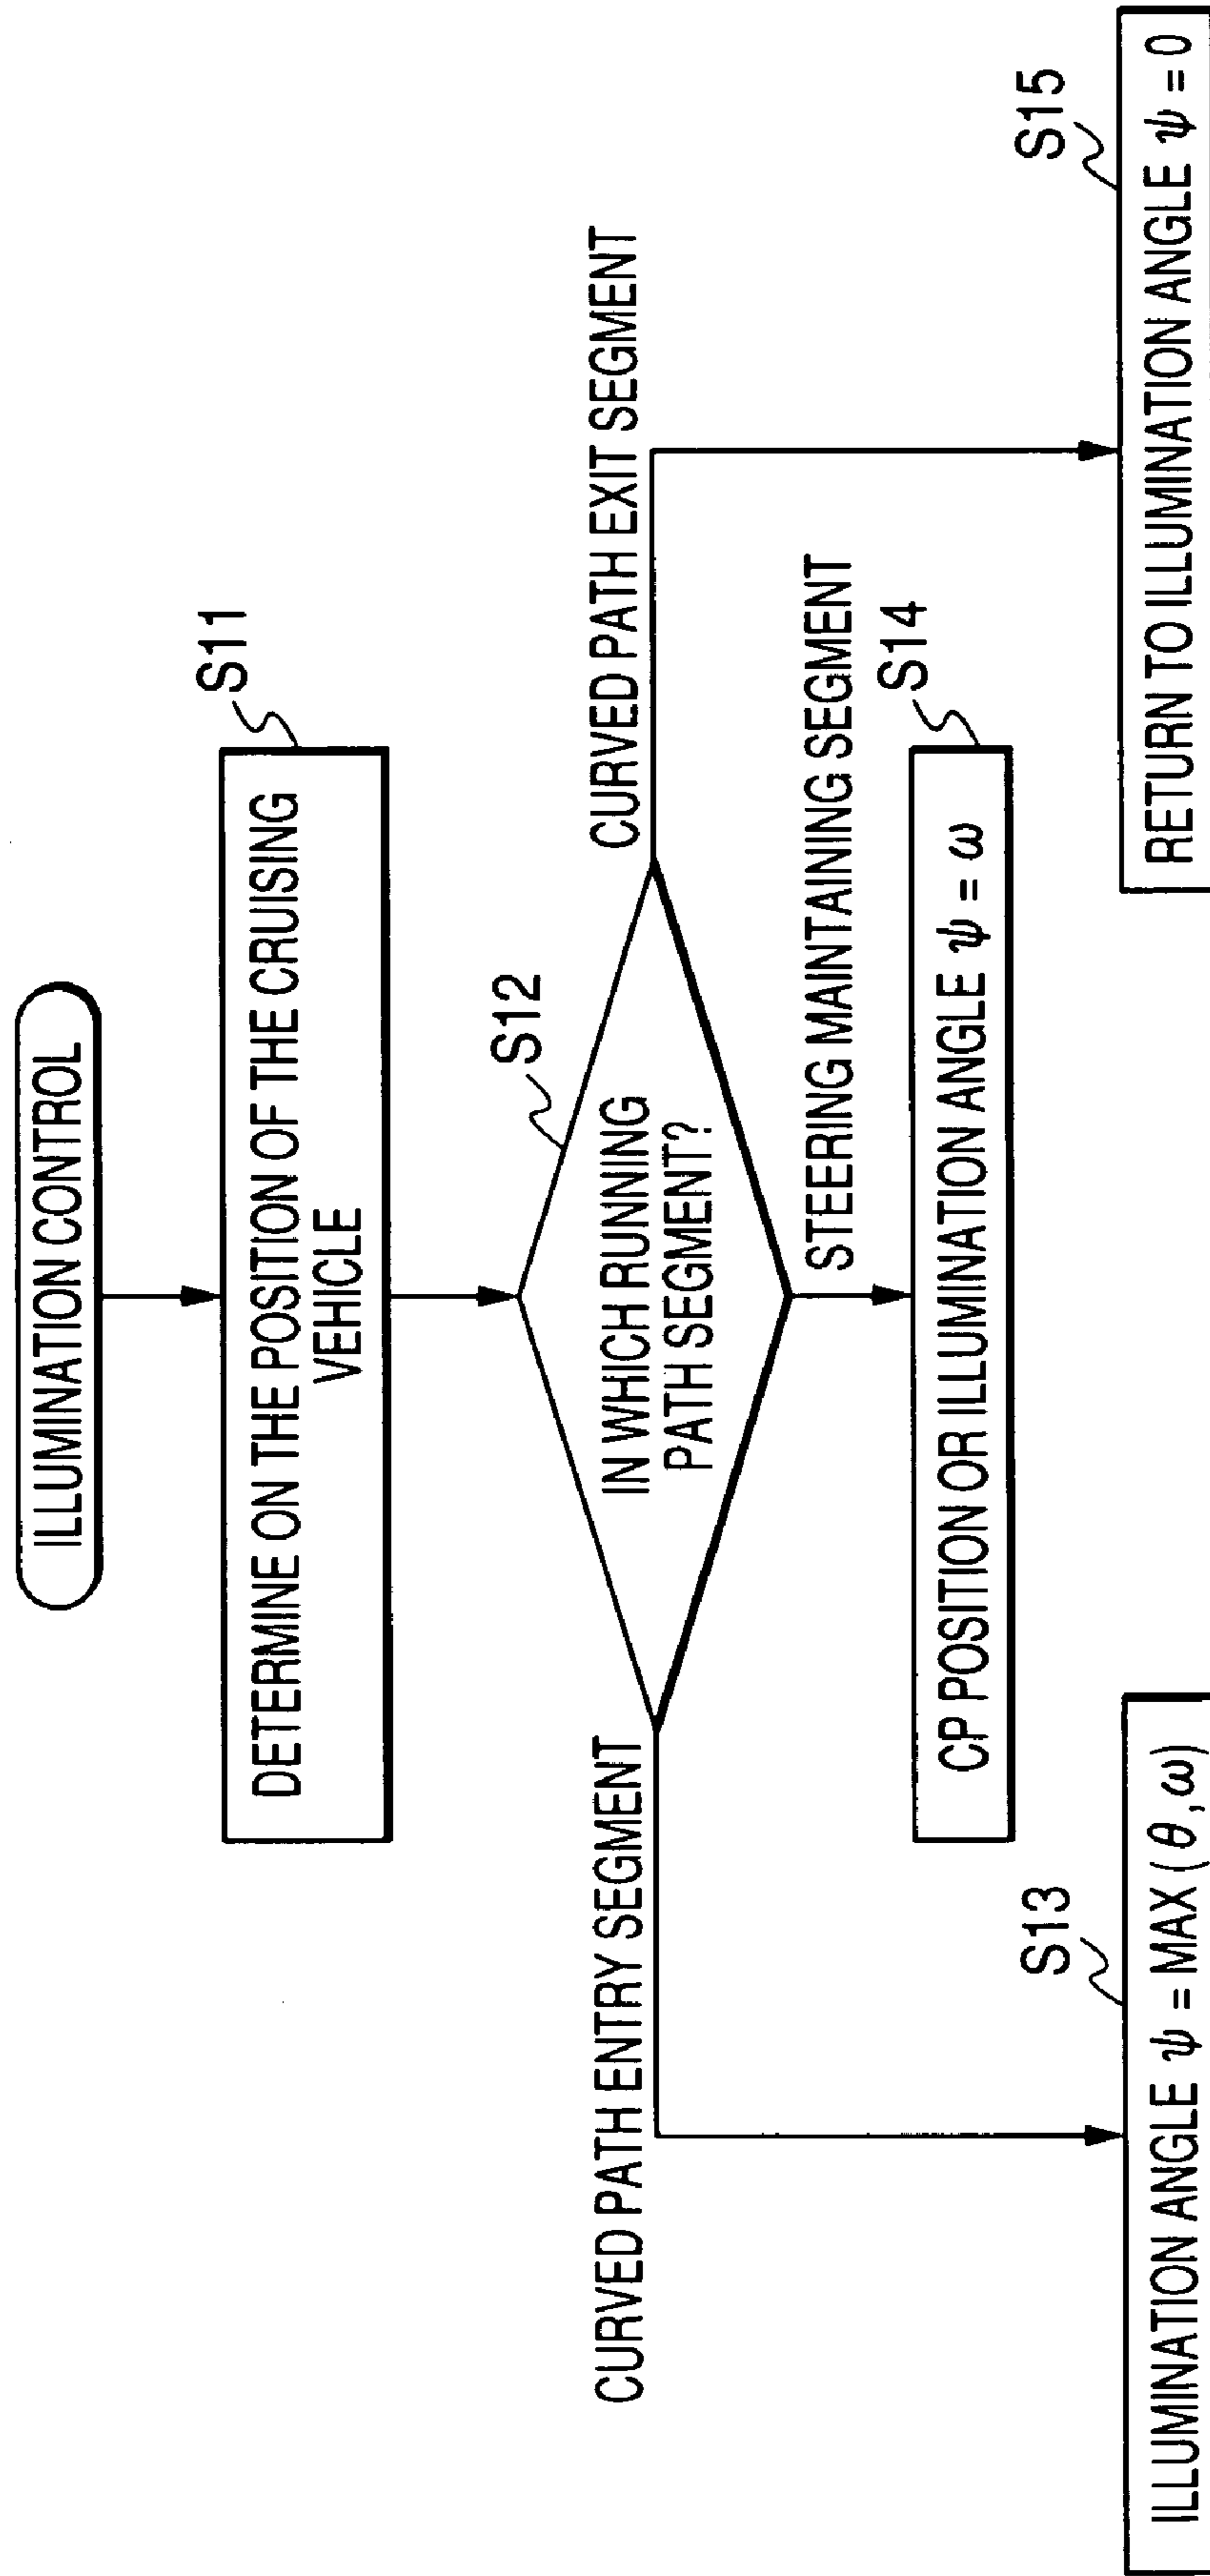 ILLUMINATION CONTROL
S11
DETERMINE ON THE POSITION OF THE CRUISING
VEHICLE
S12
IN WHICH RUNNING
PATH SEGMENT?
CURVED PATH ENTRY SEGMENT
CURVED PATH EXIT SEGMENT
STEERING MAINTAINING SEGMENT
S13
ILLUMINATION ANGLE ψ = MAX (θ, ω)
S14
CP POSITION OR ILLUMINATION ANGLE ψ = ω
S15
RETURN TO ILLUMINATION ANGLE ψ = 0